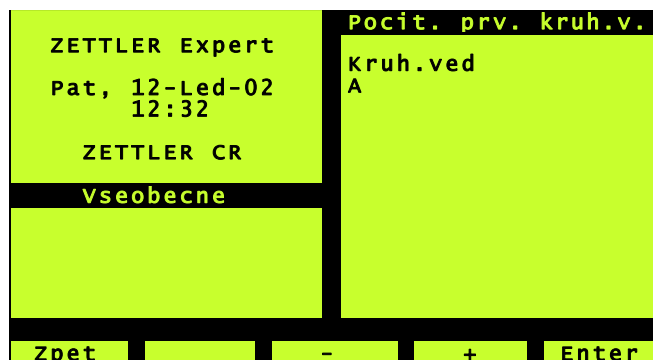 ZETTLER Expert
Pat, 12-Led-02
12:32
ZETTLER CR
Vseobecne
Pocit. prv. kruh.v.
Kruh.ved
A
Zpet
-
+
Enter